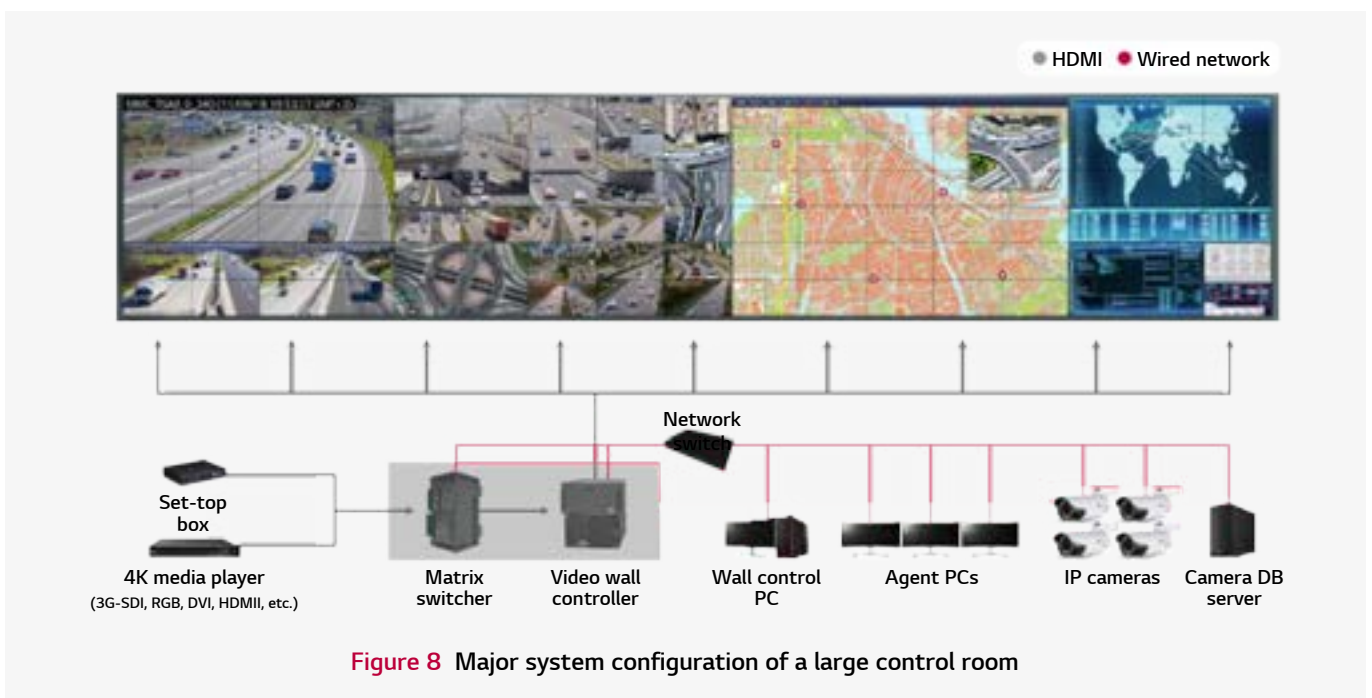 HDMI Wired network
Network
switch
Set-top
box
4K media player
(3G-SDI, RGB, DVI, HDMII, etc.)
Matrix
switcher
Video wall
controller
Wall control
PC
Agent PCs
IP cameras
Camera DB
server
Figure 8 Major system configuration of a large control room